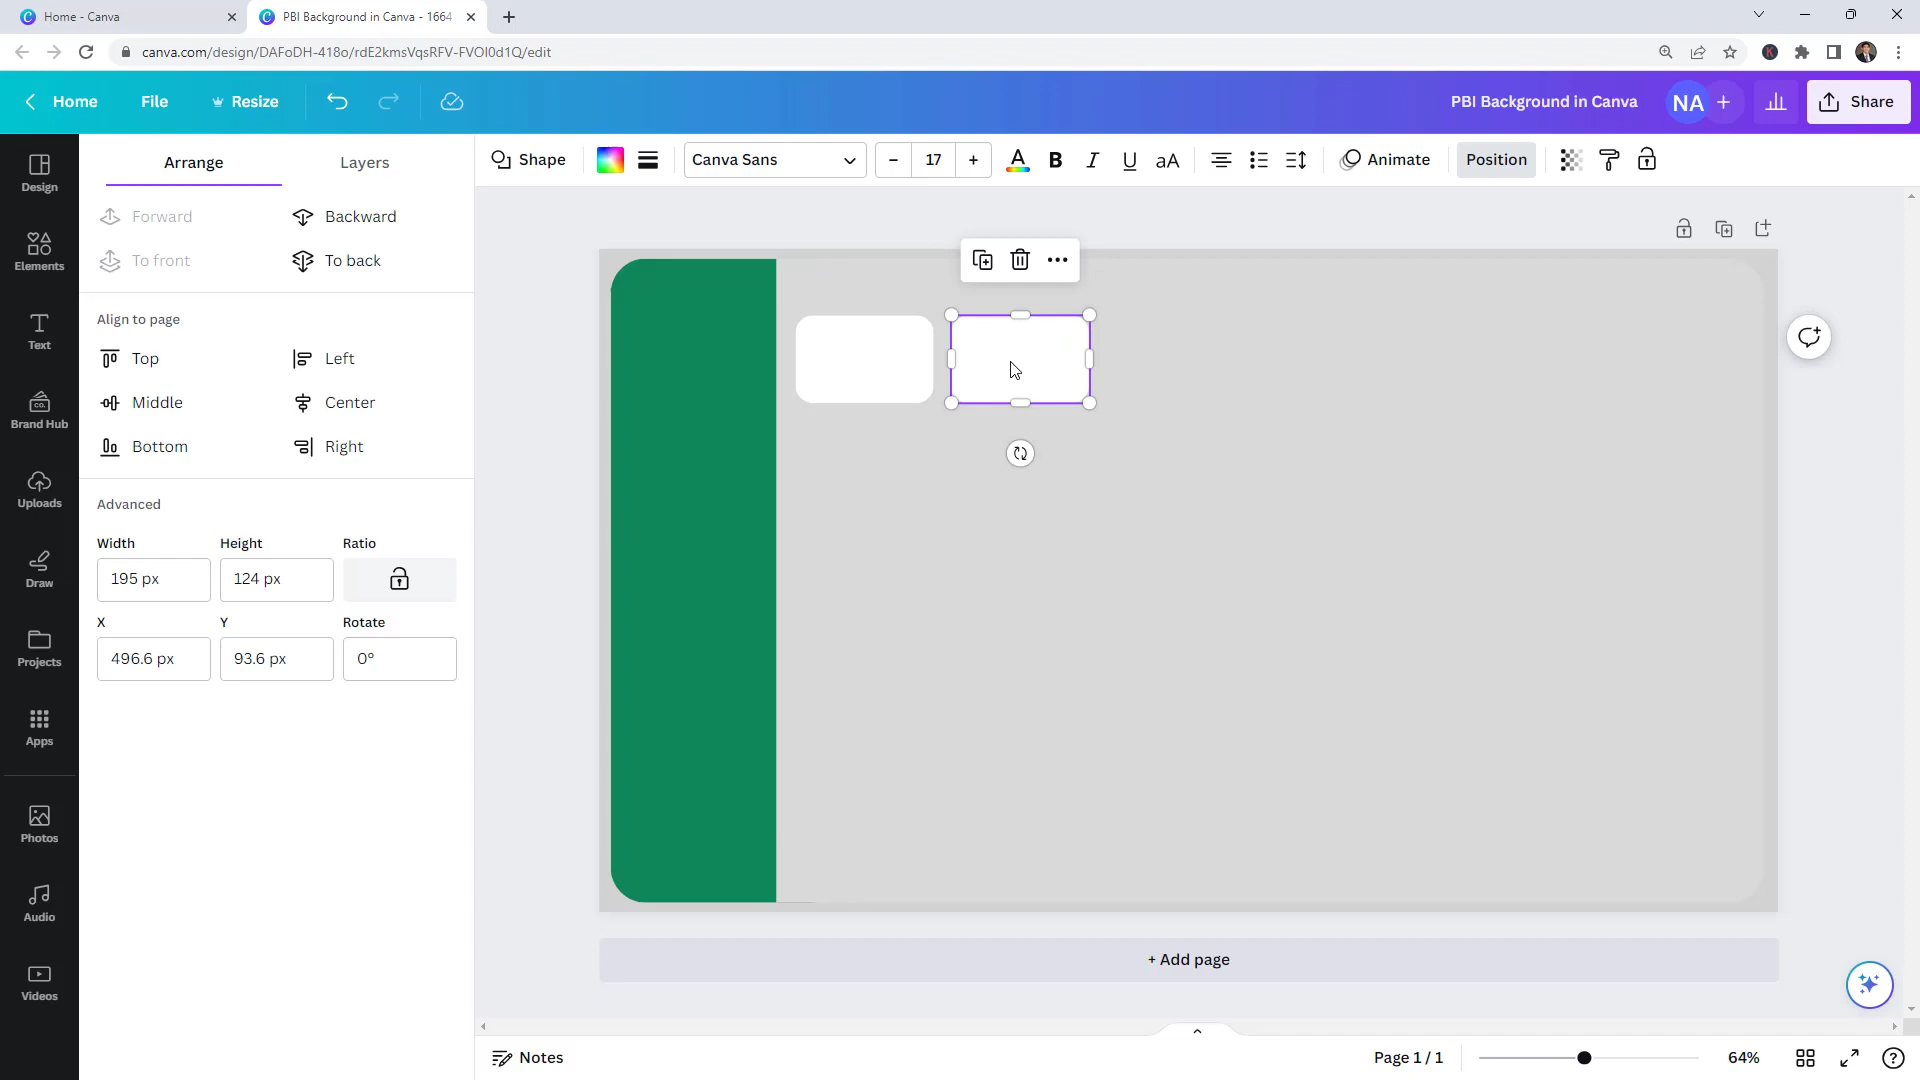 Home - Canva
PBI Background in Canva - 1664
canva.com/design/DAFoDH-418o/rdE2kmsVqsRFV-FVOI0d1Q/edit
Home
File
Resize
PBI Background in Canva
NA
Share
Design
Elements
Text
Brand Hub
CO.
Uploads
Draw
Projects
Apps
Photos
Audio
Videos
Arrange
Layers
Forward
Backward
To front
To back
Align to page
Top
Left
Middle
Center
Bottom
Right
Advanced
Width
Height
Ratio
195 px
124 px
X
Y
Rotate
496.6 px
93.6 px
0°
Shape
Canva Sans
17
A
B
I
U
aA
Animate
Position
+ Add page
Notes
Page 1 / 1
64%